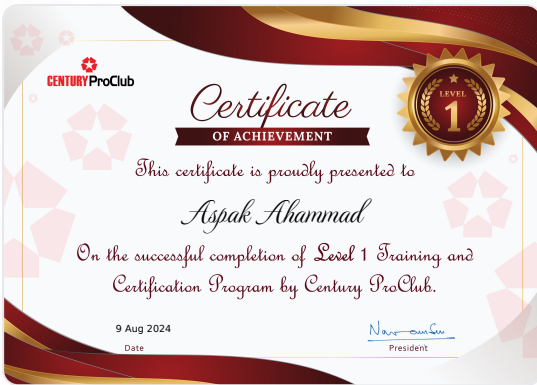 CENTURY ProClub
Certificate
OF ACHIEVEMENT
LEVEL
1
This certificate is proudly presented to
Aspak Ahammad
On the successful completion of Level 1 Training and
Certification Program by Century ProClub.
9 Aug 2024
Date
President